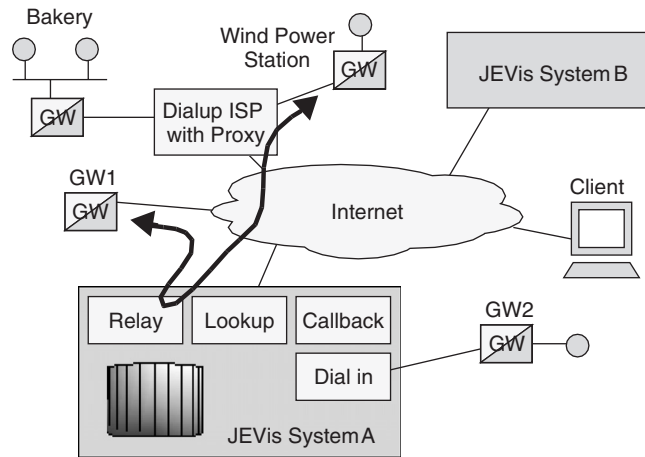 Bakery
Wind Power
Station
GW
JEVis System B
GW
Dialup ISP
with Proxy
GW1
GW
Internet
Client
Relay
Lookup
Callback
GW2
GW
Dial in
JEVis System A